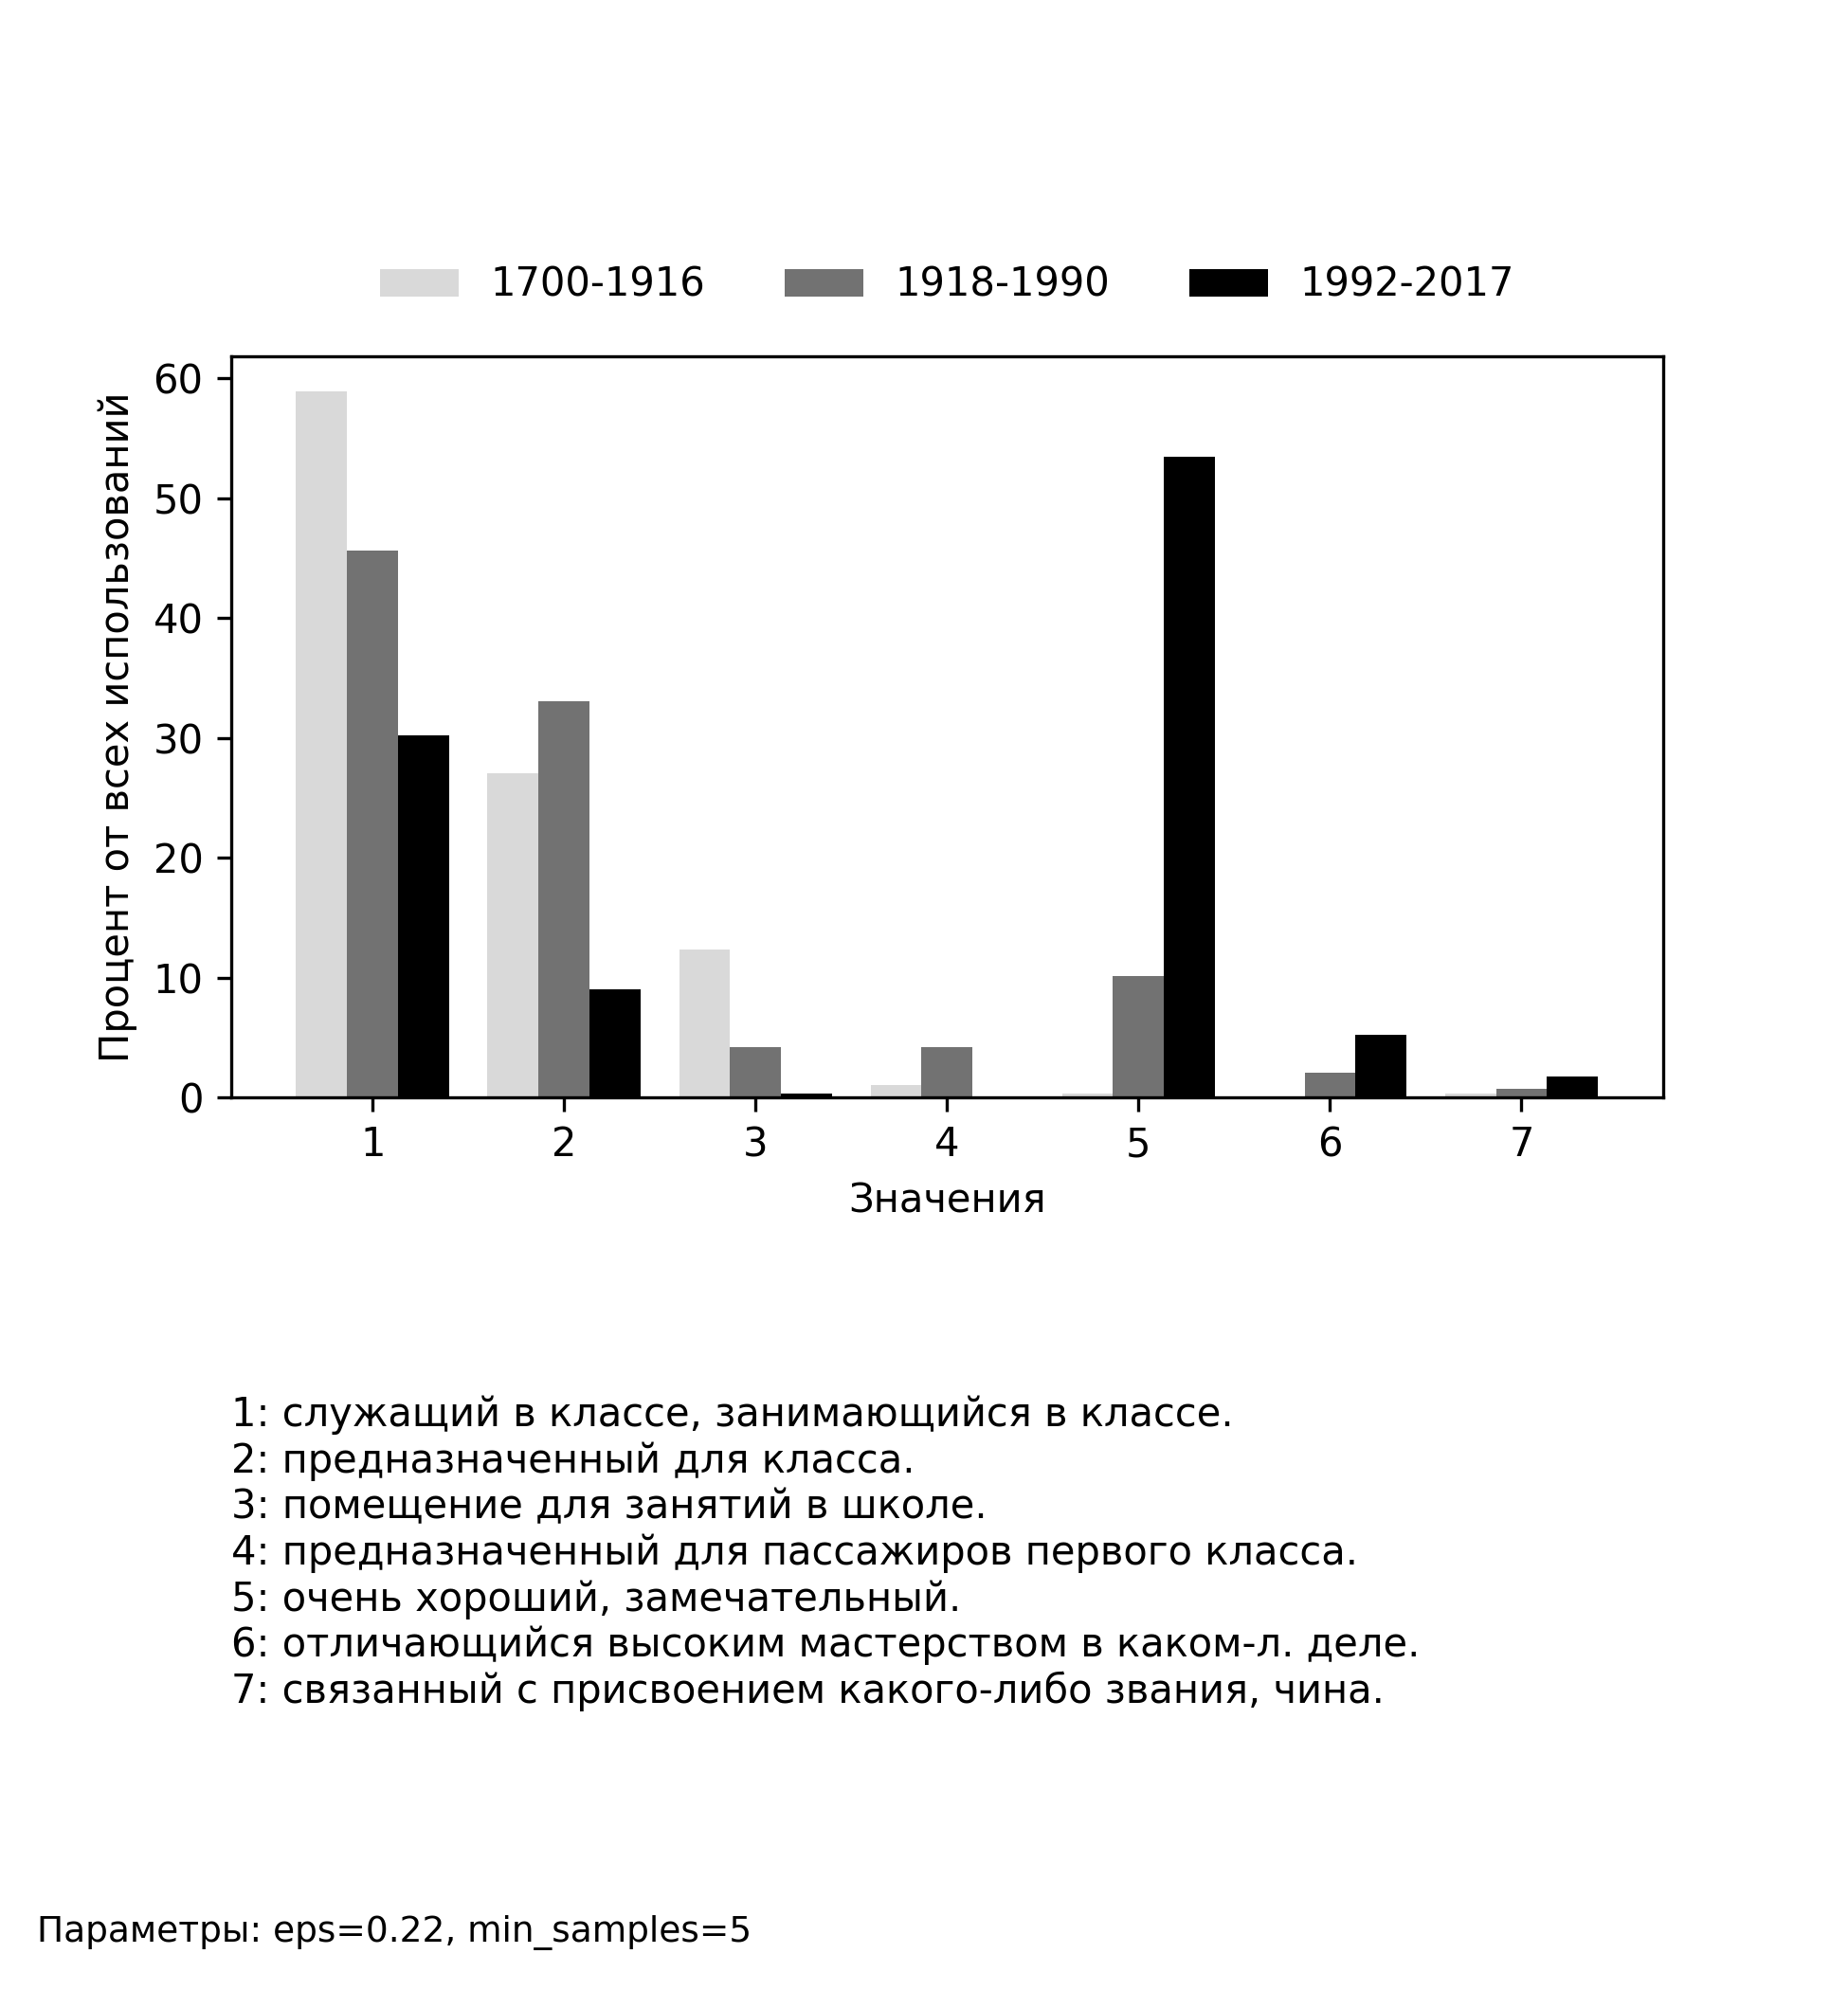 1700-1916 1918-1990 1992-2017
Процент от всех использований
60
50
40
30
20
10
0
1 2 3 4 5 6 7
Значения
1: служащий в классе, занимающийся в классе.
2: предназначенный для класса.
3: помещение для занятий в школе.
4: предназначенный для пассажиров первого класса.
5: очень хороший, замечательный.
6: отличающийся высоким мастерством в каком-л. деле.
7: связанный с присвоением какого-либо звания, чина.
Параметры: eps=0.22, min_samples=5